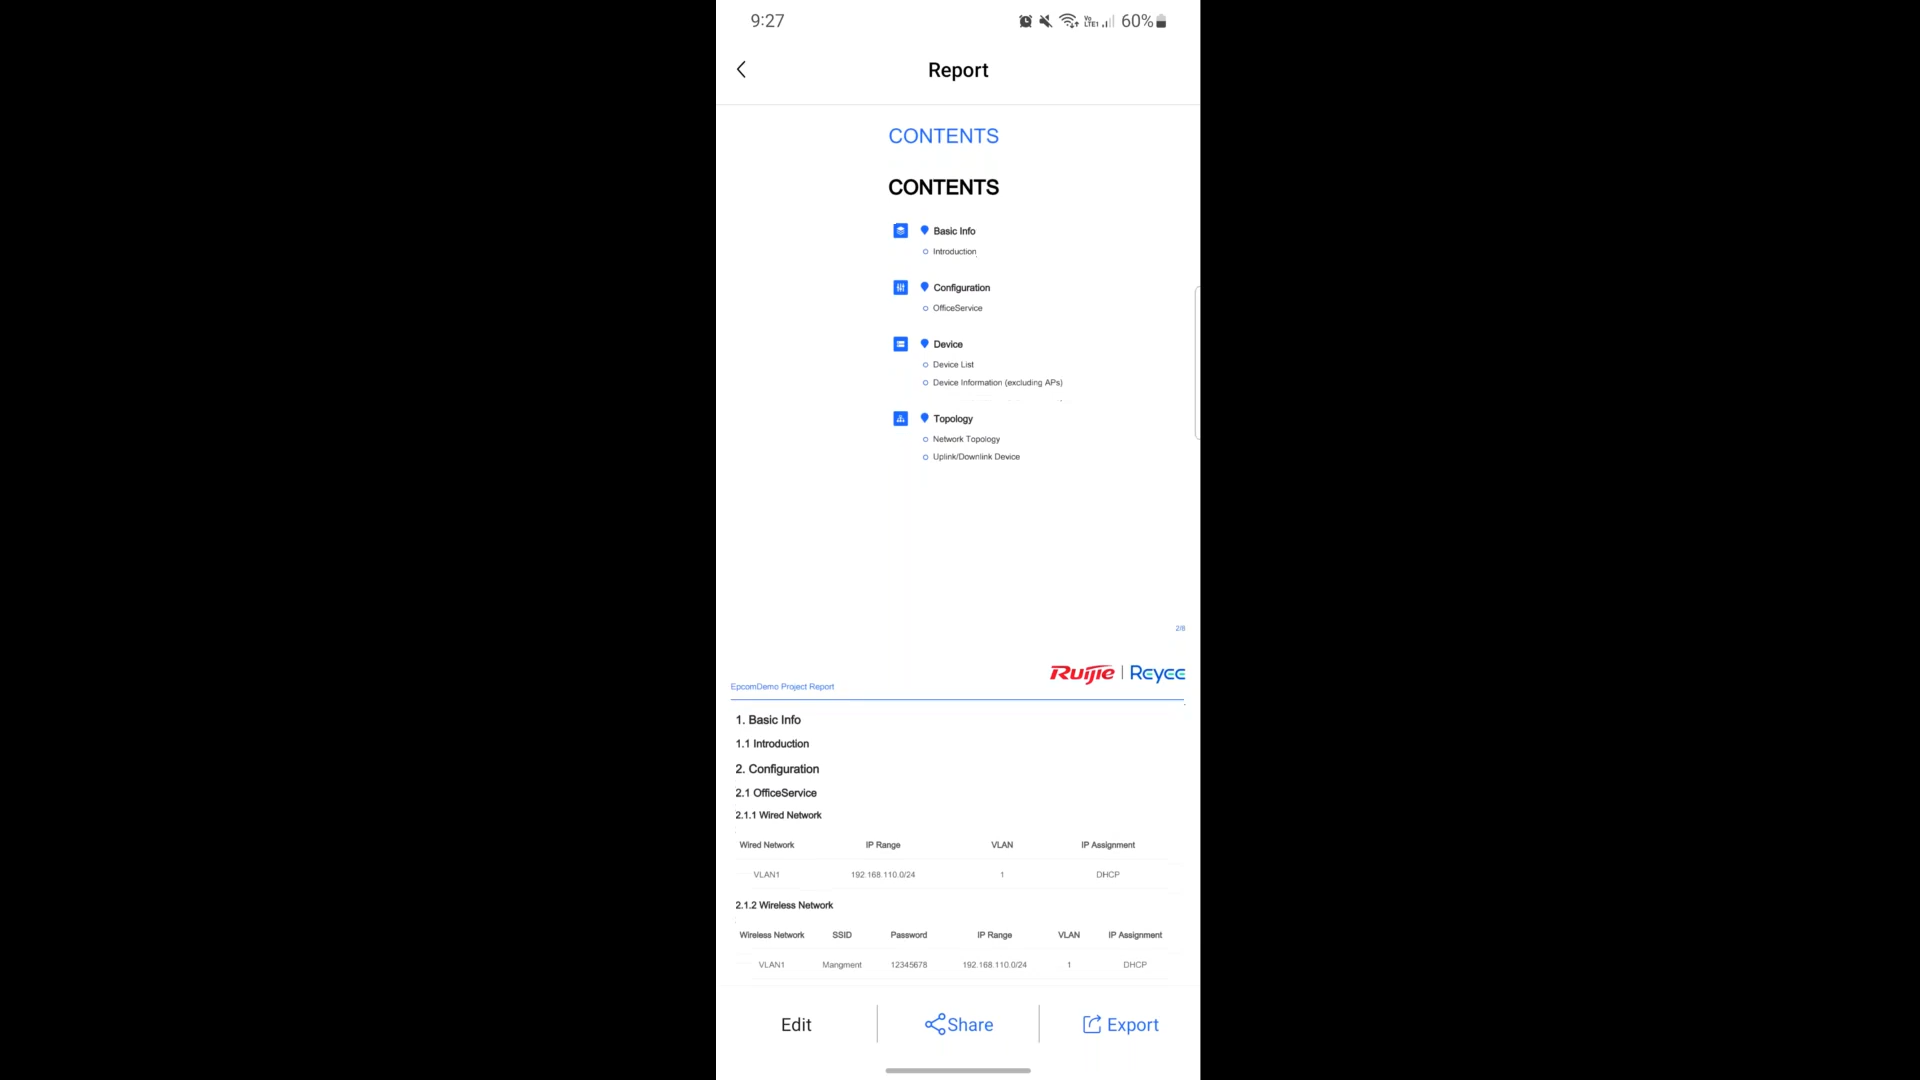 9:27
Vo LTE1 60%
Report
CONTENTS
CONTENTS
Basic Info
Introduction
Configuration
OfficeService
Device
Device List
Device Information (excluding APs)
Topology
Network Topology
Uplink/Downlink Device
2/8
Ruijie | Reyee
EpcomDemo Project Report
1. Basic Info
1.1 Introduction
2. Configuration
2.1 OfficeService
2.1.1 Wired Network
Wired Network IP Range VLAN IP Assignment
VLAN1 192.168.110.0/24 1 DHCP
2.1.2 Wireless Network
Wireless Network SSID Password IP Range VLAN IP Assignment
VLAN1 Mangment 12345678 192.168.110.0/24 1 DHCP
Edit Share Export